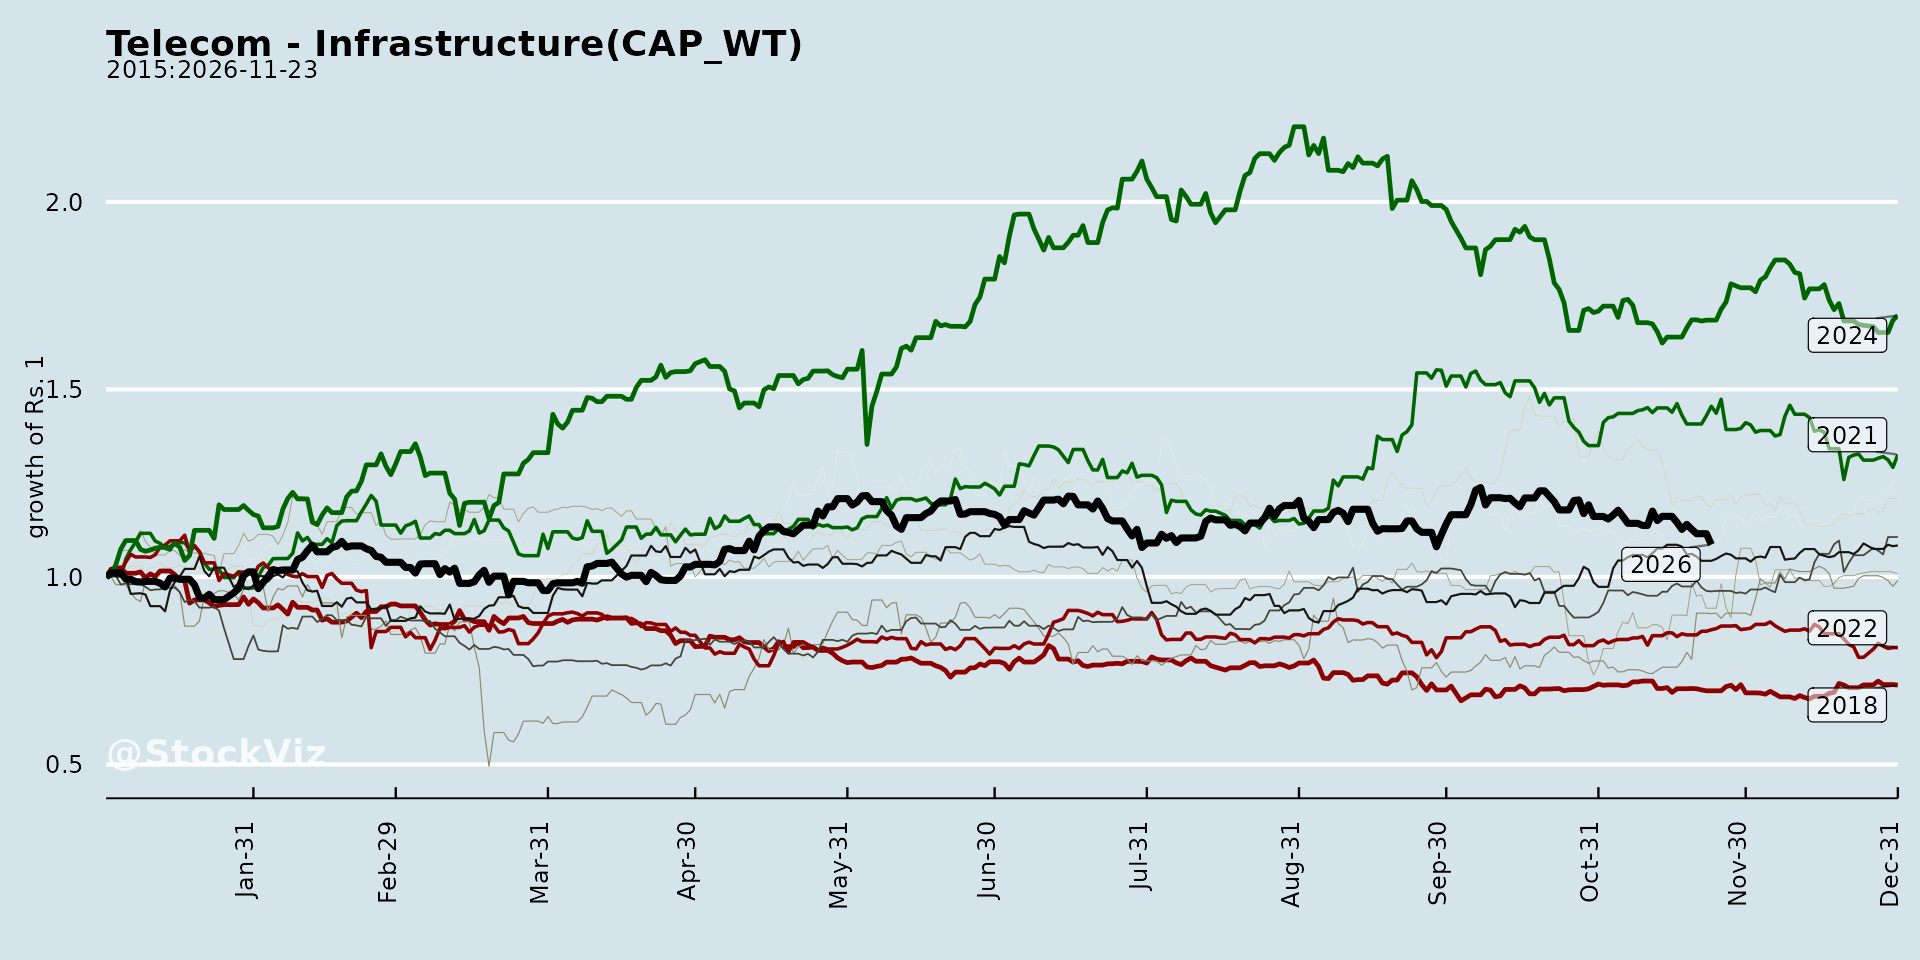 Telecom - Infrastructure(CAP_WT)
2015:2026-11-23
growth of Rs. 1
2.0
1.5
1.0
0.5
2024
2021
2026
2022
2018
@StockViz
Jan-31
Feb-29
Mar-31
Apr-30
May-31
Jun-30
Jul-31
Aug-31
Sep-30
Oct-31
Nov-30
Dec-31